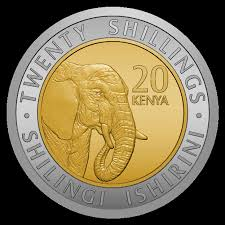 · TWENTY SHILLINGS ·
20
KENYA
SHILINGI ISHIRINI